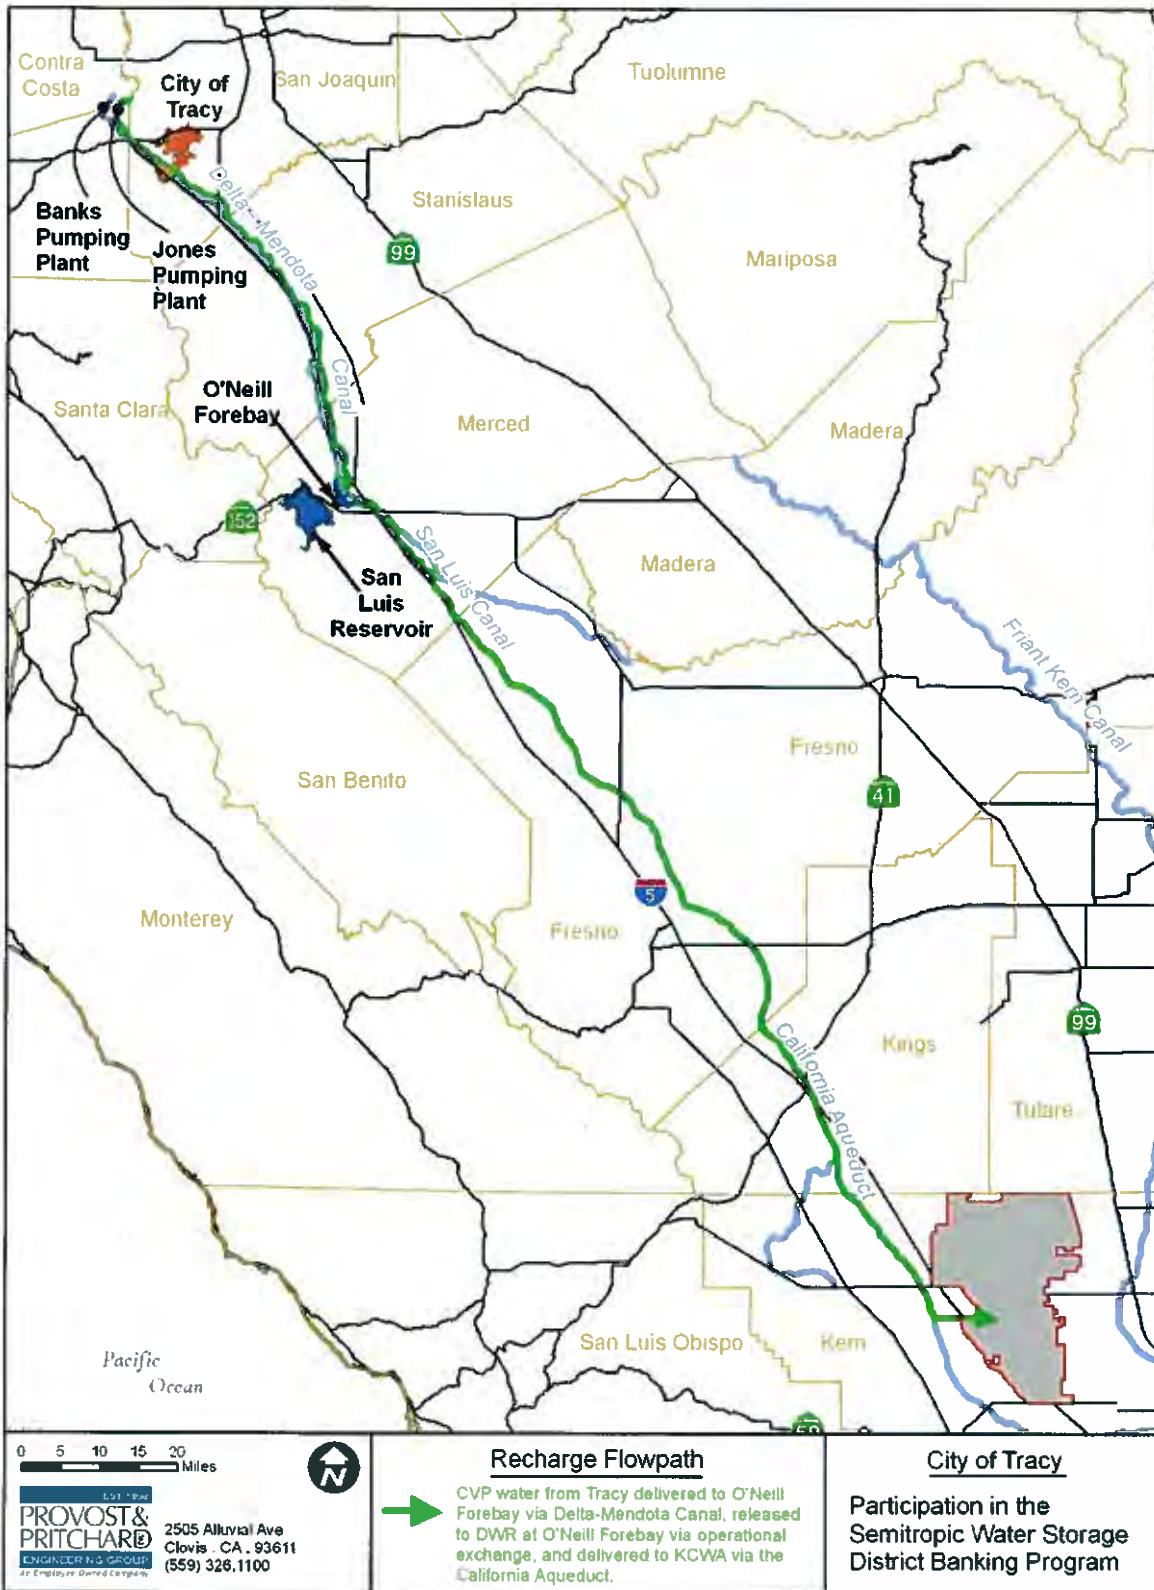 Contra
Costa
City of
Tracy
San Joaquin
Tuolumne
Stanislaus
Delta - Mendota
Canal
Banks
Pumping
Plant
Jones
Pumping
Plant
99
Mariposa
O'Neill
Forebay
Santa Clara
Merced
Madera
152
San Luis Canal
San
Luis
Reservoir
Madera
Friant Kern Canal
San Benito
Fresno
41
5
Monterey
Fresno
California Aqueduct
Kings
99
Tulare
San Luis Obispo
Kern
Pacific
Ocean
0 5 10 15 20
Miles
N
EST. 1968
PROVOST&
PRITCHARD
ENGINEERING GROUP
An Employee Owned Company
2505 Alluvial Ave
Clovis . CA . 93611
(559) 326.1100
Recharge Flowpath
CVP water from Tracy delivered to O'Neill
Forebay via Delta-Mendota Canal, released
to DWR at O'Neill Forebay via operational
exchange, and delivered to KCWA via the
California Aqueduct.
City of Tracy
Participation in the
Semitropic Water Storage
District Banking Program